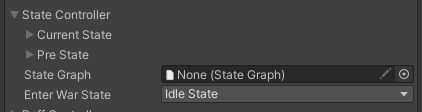 State Controller
Current State
Pre State
State Graph None (State Graph)
Enter War State Idle State